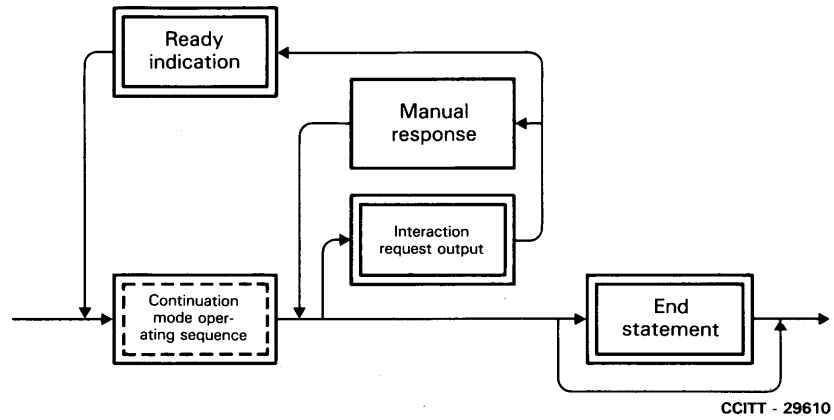 Ready
indication
Manual
response
Interaction
request output
Continuation
mode oper-
ating sequence
End
statement
CCITT - 29610